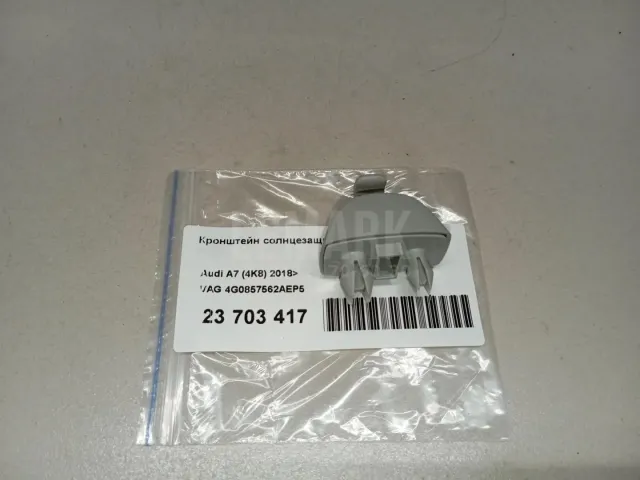 Кронштейн солнцезащ
Audi A7 (4K8) 2018>
VAG 4G0857562AEP5
23 703 417